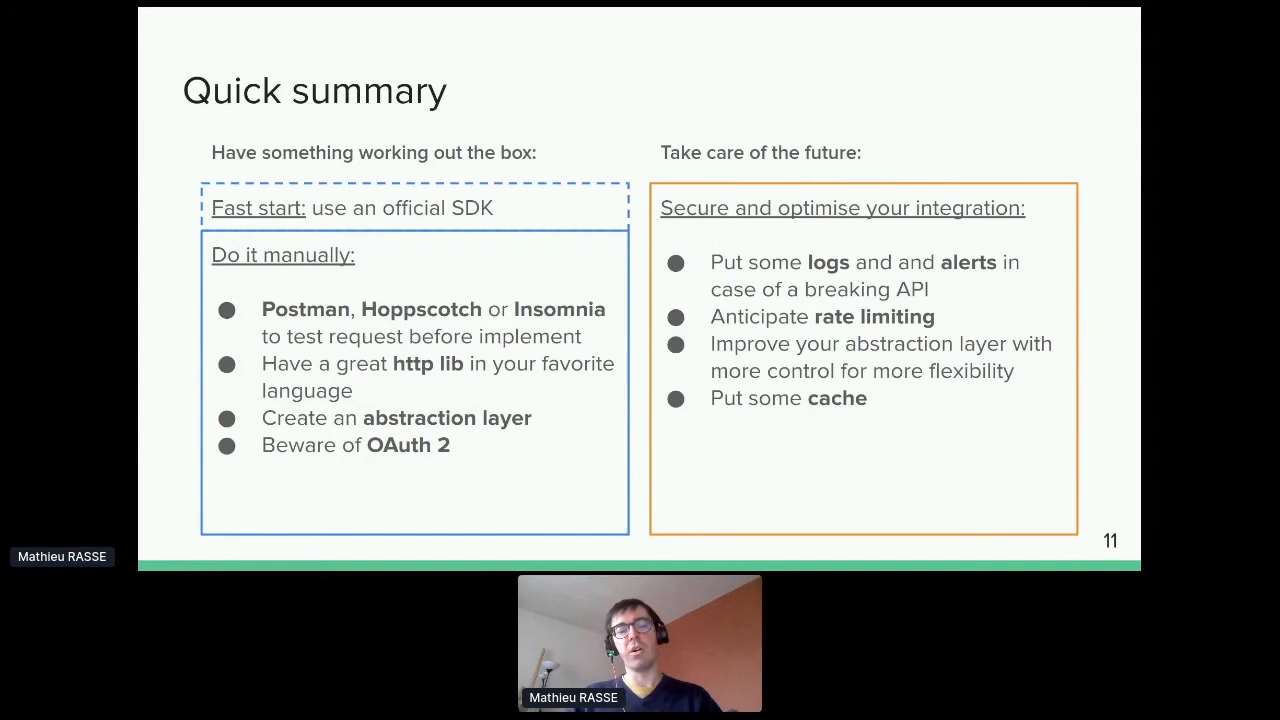 Quick summary
Have something working out the box:
Fast start: use an official SDK
Do it manually:
● Postman, Hoppscotch or Insomnia
to test request before implement
● Have a great http lib in your favorite
language
● Create an abstraction layer
● Beware of OAuth 2
Take care of the future:
Secure and optimise your integration:
● Put some logs and and alerts in
case of a breaking API
● Anticipate rate limiting
● Improve your abstraction layer with
more control for more flexibility
● Put some cache
11
Mathieu RASSE
Mathieu RASSE